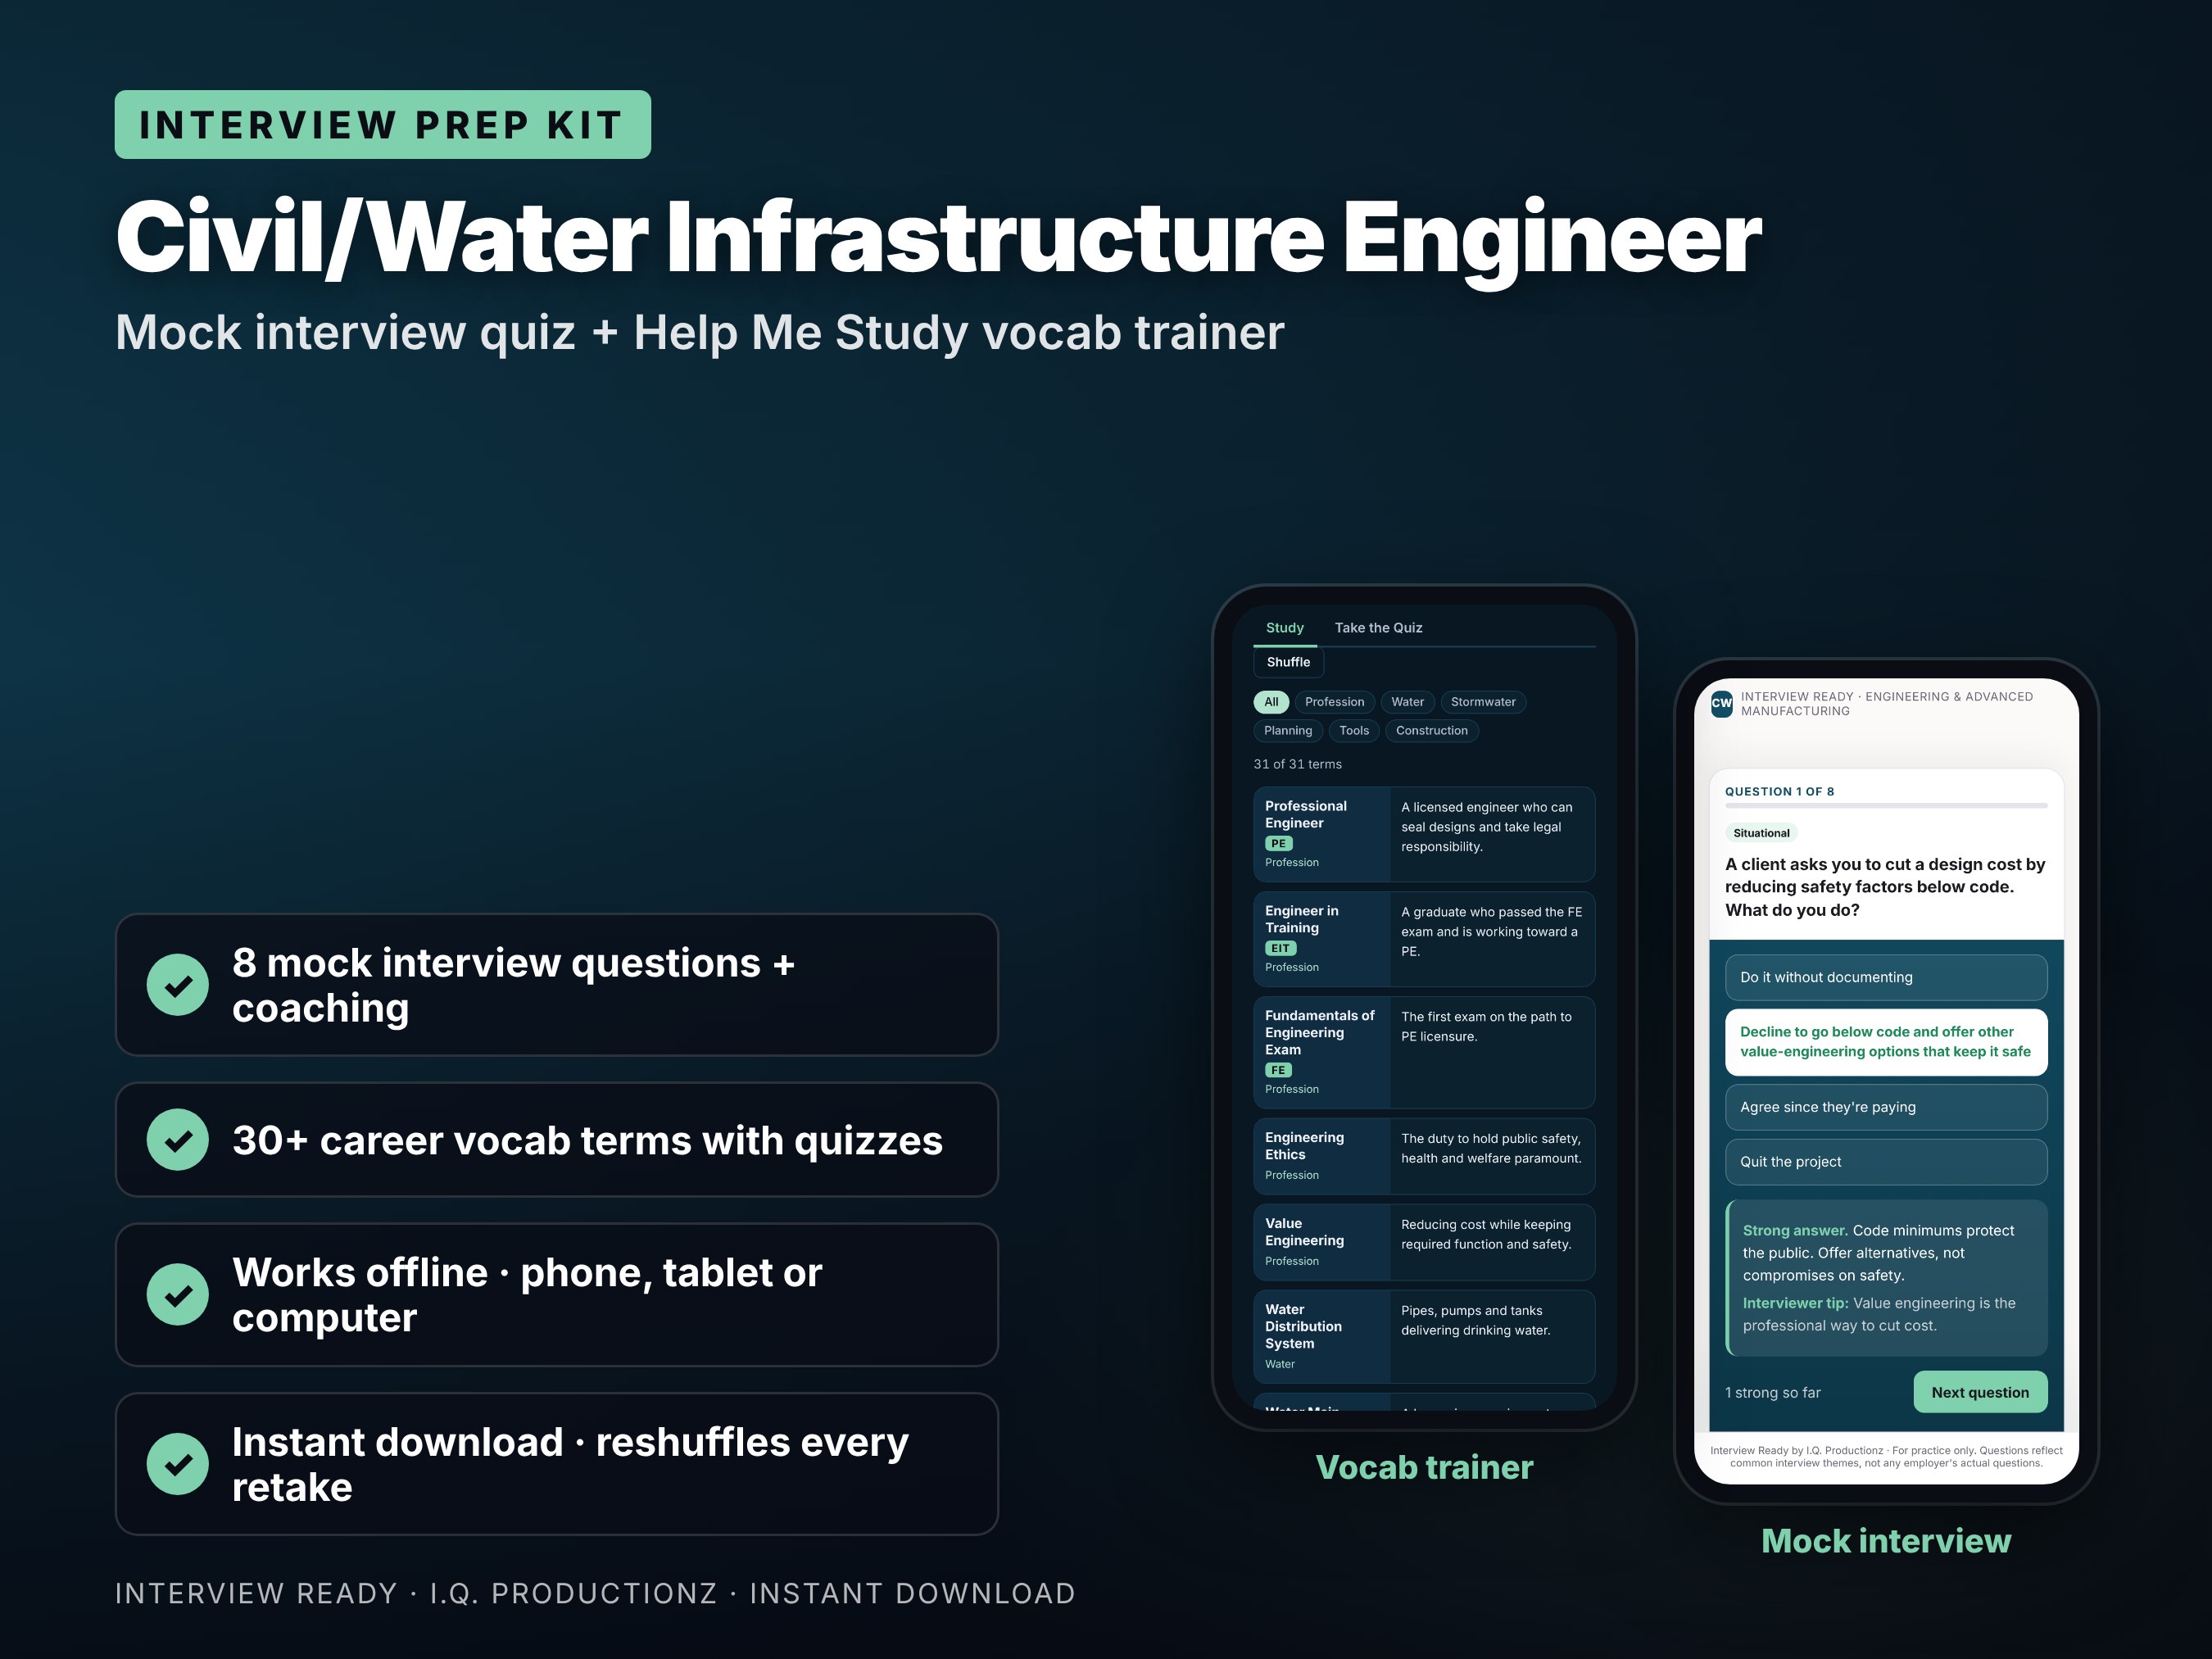 INTERVIEW PREP KIT
Civil/Water Infrastructure Engineer
Mock interview quiz + Help Me Study vocab trainer
8 mock interview questions +
coaching
30+ career vocab terms with quizzes
Works offline · phone, tablet or
computer
Instant download · reshuffles every
retake
INTERVIEW READY · I.Q. PRODUCTIONZ · INSTANT DOWNLOAD
Study Take the Quiz
Shuffle
All Profession Water Stormwater
Planning Tools Construction
31 of 31 terms
Professional
Engineer
PE
Profession
A licensed engineer who can
seal designs and take legal
responsibility.
Engineer in
Training
EIT
Profession
A graduate who passed the FE
exam and is working toward a
PE.
Fundamentals of
Engineering
Exam
FE
Profession
The first exam on the path to
PE licensure.
Engineering
Ethics
Profession
The duty to hold public safety,
health and welfare paramount.
Value
Engineering
Profession
Reducing cost while keeping
required function and safety.
Water
Distribution
System
Water
Pipes, pumps and tanks
delivering drinking water.
Water Main
Vocab trainer
CW
INTERVIEW READY · ENGINEERING & ADVANCED
MANUFACTURING
QUESTION 1 OF 8
Situational
A client asks you to cut a design cost by
reducing safety factors below code.
What do you do?
Do it without documenting
Decline to go below code and offer other
value-engineering options that keep it safe
Agree since they're paying
Quit the project
Strong answer. Code minimums protect
the public. Offer alternatives, not
compromises on safety.
Interviewer tip: Value engineering is the
professional way to cut cost.
1 strong so far
Next question
Interview Ready by I.Q. Productionz · For practice only. Questions reflect
common interview themes, not any employer's actual questions.
Mock interview